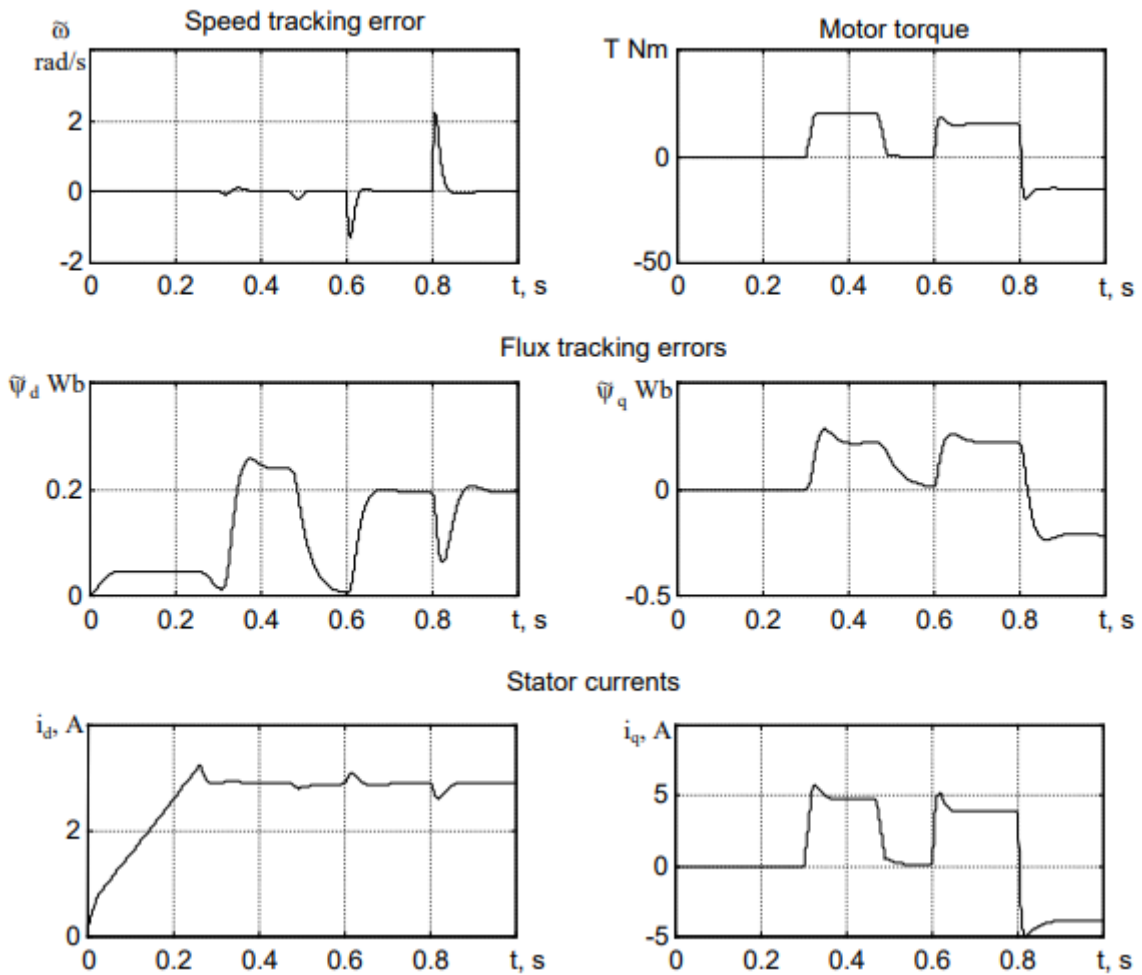 Speed tracking error
ω̃
rad/s
2
0
-2
0 0.2 0.4 0.6 0.8 t, s
Motor torque
T Nm
0
-50
0 0.2 0.4 0.6 0.8 t, s
Flux tracking errors
ψ̃d Wb
0.2
0
0 0.2 0.4 0.6 0.8 t, s
ψ̃q Wb
0
-0.5
0 0.2 0.4 0.6 0.8 t, s
Stator currents
id, A
2
0
0 0.2 0.4 0.6 0.8 t, s
iq, A
5
0
-5
0 0.2 0.4 0.6 0.8 t, s